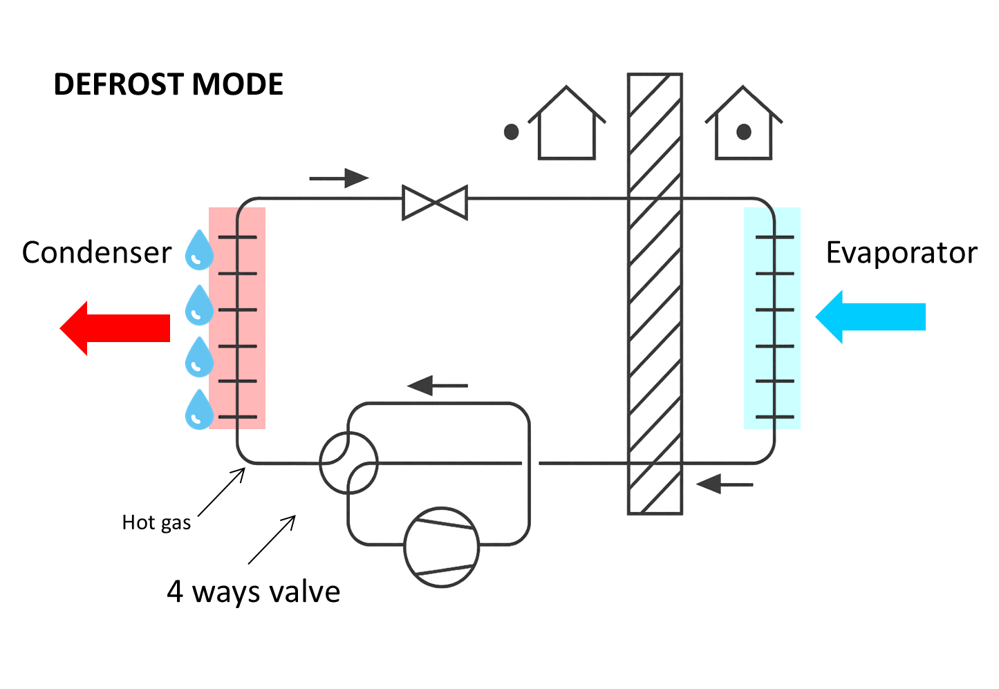 DEFROST MODE
Condenser
Evaporator
Hot gas
4 ways valve